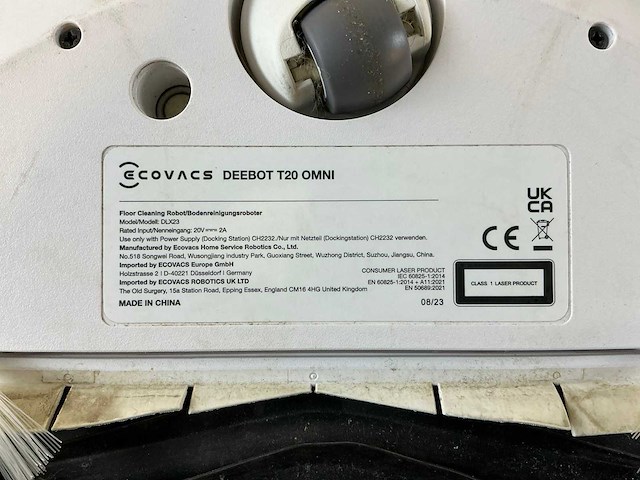 ECOVACS DEEBOT T20 OMNI
Floor Cleaning Robot/Bodenreinigungsroboter
Model/Modell: DLX23
Rated Input/Nenneingang: 20V⎓ 2A
Use only with Power Supply (Docking Station) CH2232./Nur mit Netzteil (Dockingstation) CH2232 verwenden.
Manufactured by Ecovacs Home Service Robotics Co., Ltd.
No.518 Songwei Road, Wusongjiang Industry Park, Guoxiang Street, Wuzhong District, Suzhou, Jiangsu, China.
Imported by ECOVACS Europe GmbH
Holzstrasse 2 I D-40221 Düsseldorf I Germany
Imported by ECOVACS ROBOTICS UK LTD
The Old Surgery, 15a Station Road, Epping Essex, England CM16 4HG United Kingdom
MADE IN CHINA
CONSUMER LASER PRODUCT
IEC 60825-1:2014
EN 60825-1:2014 + A11:2021
EN 50689:2021
08/23
UK
CA
CE
CLASS 1 LASER PRODUCT